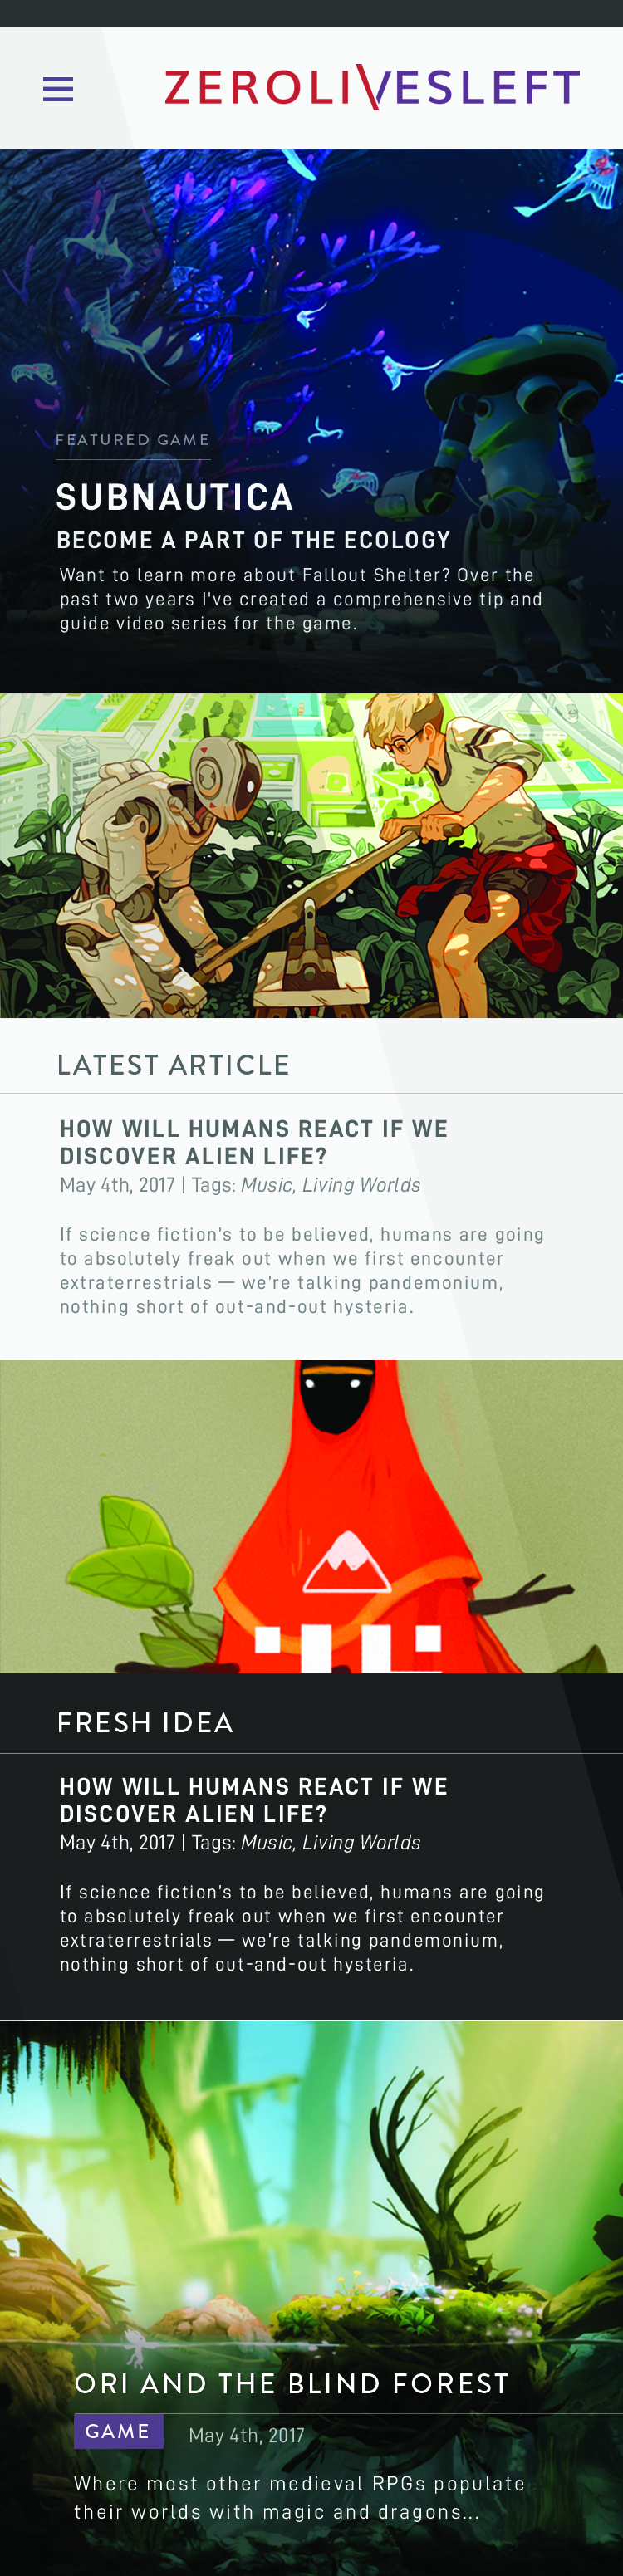 ZEROLIVESLEFT
FEATURED GAME
SUBNAUTICA
BECOME A PART OF THE ECOLOGY
Want to learn more about Fallout Shelter? Over the
past two years I've created a comprehensive tip and
guide video series for the game.
LATEST ARTICLE
HOW WILL HUMANS REACT IF WE
DISCOVER ALIEN LIFE?
May 4th, 2017 | Tags: Music, Living Worlds
If science fiction’s to be believed, humans are going
to absolutely freak out when we first encounter
extraterrestrials — we’re talking pandemonium,
nothing short of out-and-out hysteria.
FRESH IDEA
HOW WILL HUMANS REACT IF WE
DISCOVER ALIEN LIFE?
May 4th, 2017 | Tags: Music, Living Worlds
If science fiction’s to be believed, humans are going
to absolutely freak out when we first encounter
extraterrestrials — we’re talking pandemonium,
nothing short of out-and-out hysteria.
ORI AND THE BLIND FOREST
GAME May 4th, 2017
Where most other medieval RPGs populate
their worlds with magic and dragons...